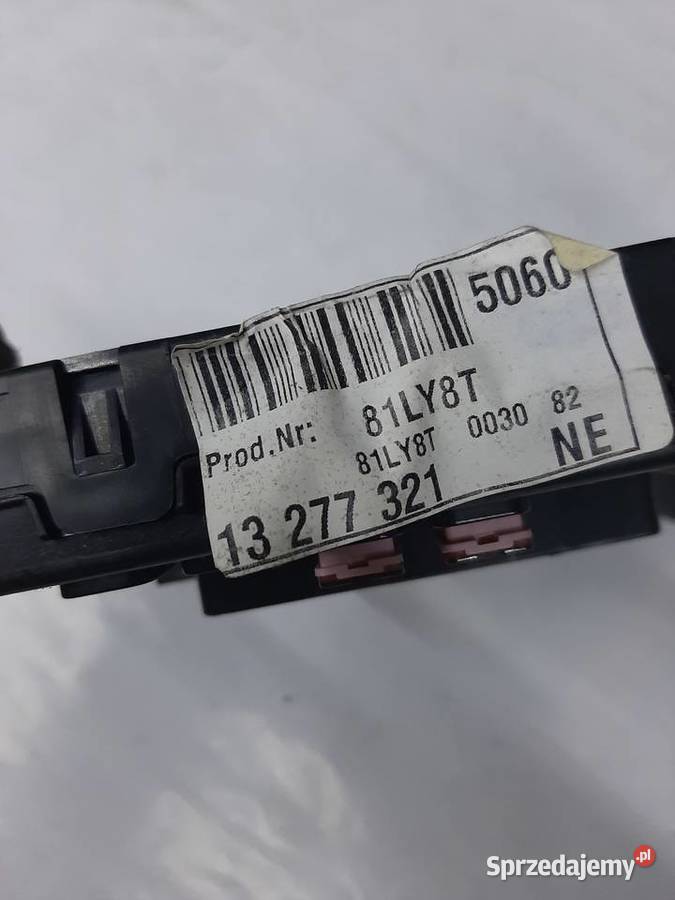 5060
Prod.Nr: 81LY8T
81LY8T 0030 82
13 277 321 NE
Sprzedajemy.pl